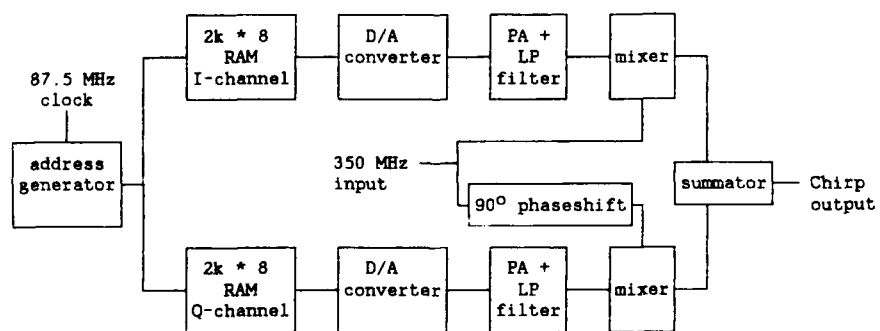 2k * 8
RAM
I-channel
D/A
converter
PA +
LP
filter
mixer
87.5 MHz
clock
address
generator
350 MHz
input
90° phaseshift
summator
Chirp
output
2k * 8
RAM
Q-channel
D/A
converter
PA +
LP
filter
mixer